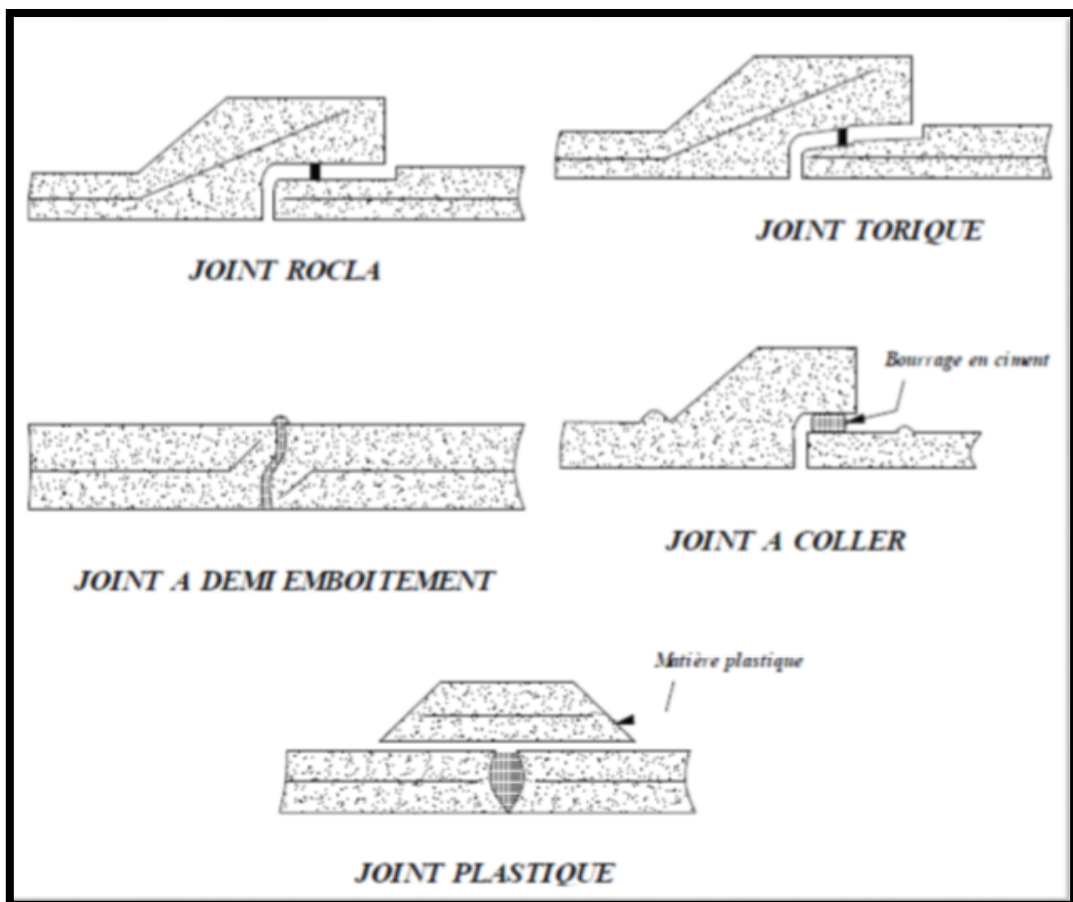 JOINT ROCLA
JOINT TORIQUE
Bourrage en ciment
JOINT A DEMI EMBOITEMENT
JOINT A COLLER
Matière plastique
JOINT PLASTIQUE